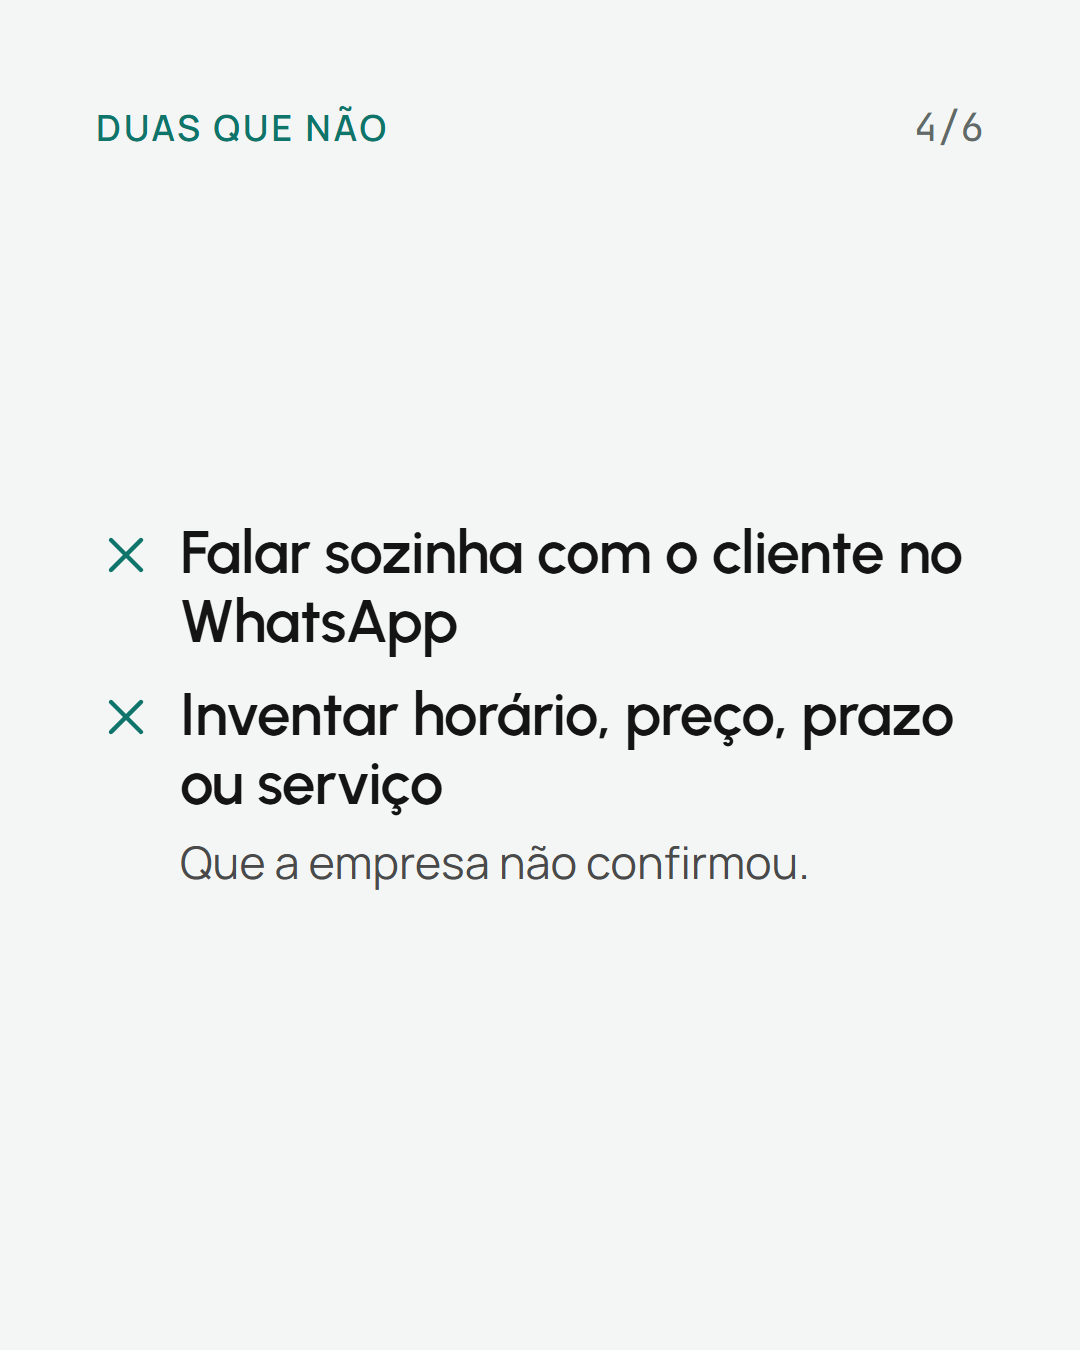 DUAS QUE NÃO
4/6
Falar sozinha com o cliente no
WhatsApp
Inventar horário, preço, prazo
ou serviço
Que a empresa não confirmou.